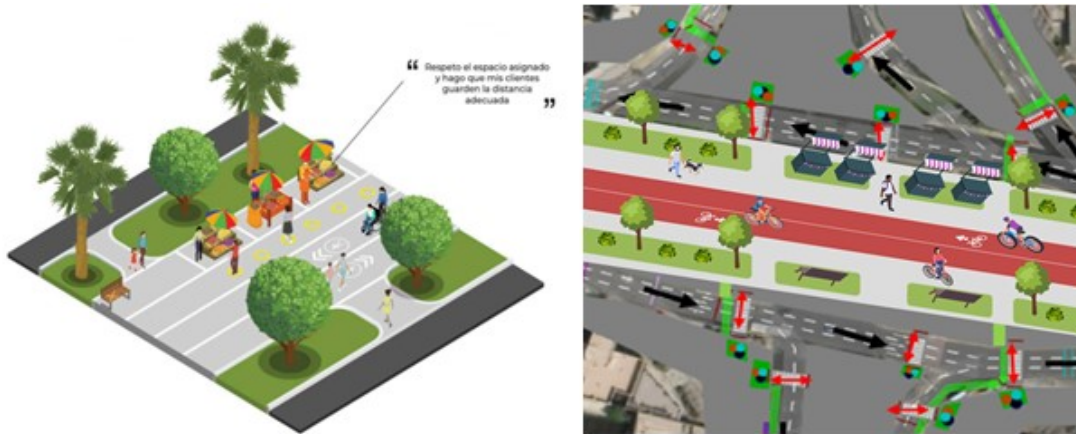 “ Respeto el espacio asignado
y hago que mis clientes
guarden la distancia
adecuada ”